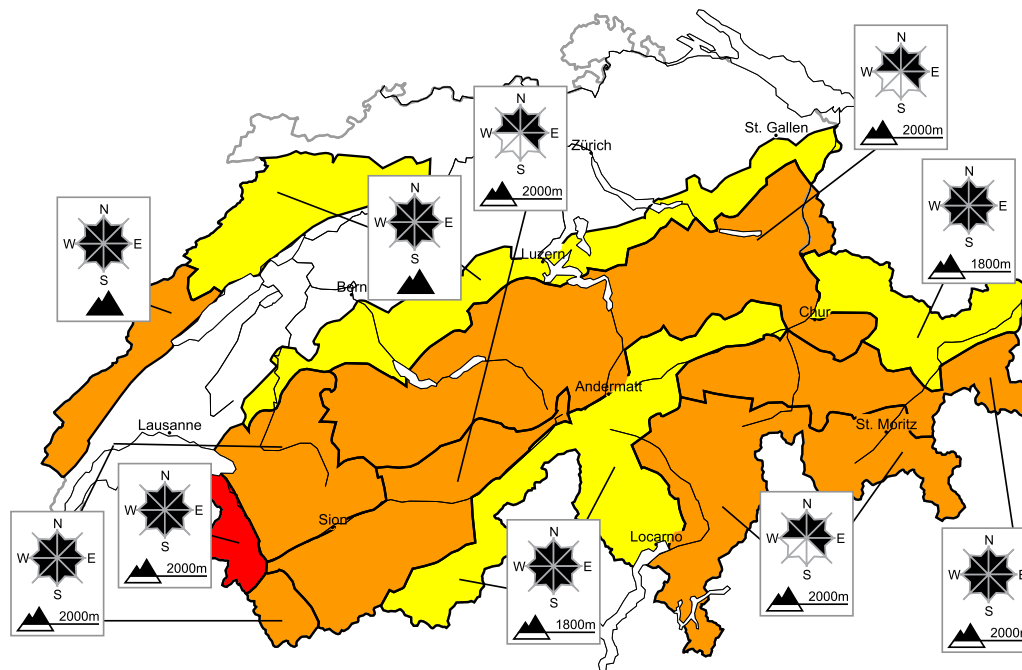 N
W E
S
2000m
St. Gallen
N
W E
S
2000m
Zürich
N
W E
S
1800m
N
W E
S
N
W E
S
Luzern
Bern
Chur
Andermatt
Lausanne
St. Moritz
N
W E
S
2000m
Sion
N
W E
S
2000m
N
W E
S
1800m
Locarno
N
W E
S
2000m
N
W E
S
2000m